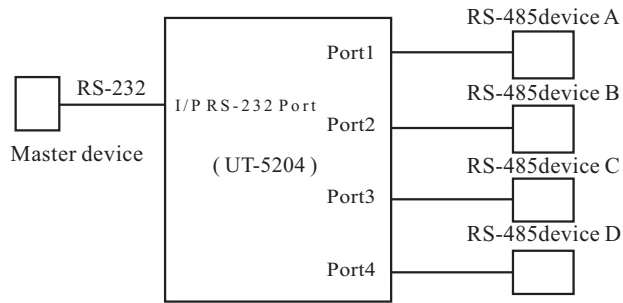 RS-485device A
Port1
RS-232
I/P RS-232 Port
RS-485device B
Port2
Master device
( UT-5204 )
RS-485device C
Port3
RS-485device D
Port4